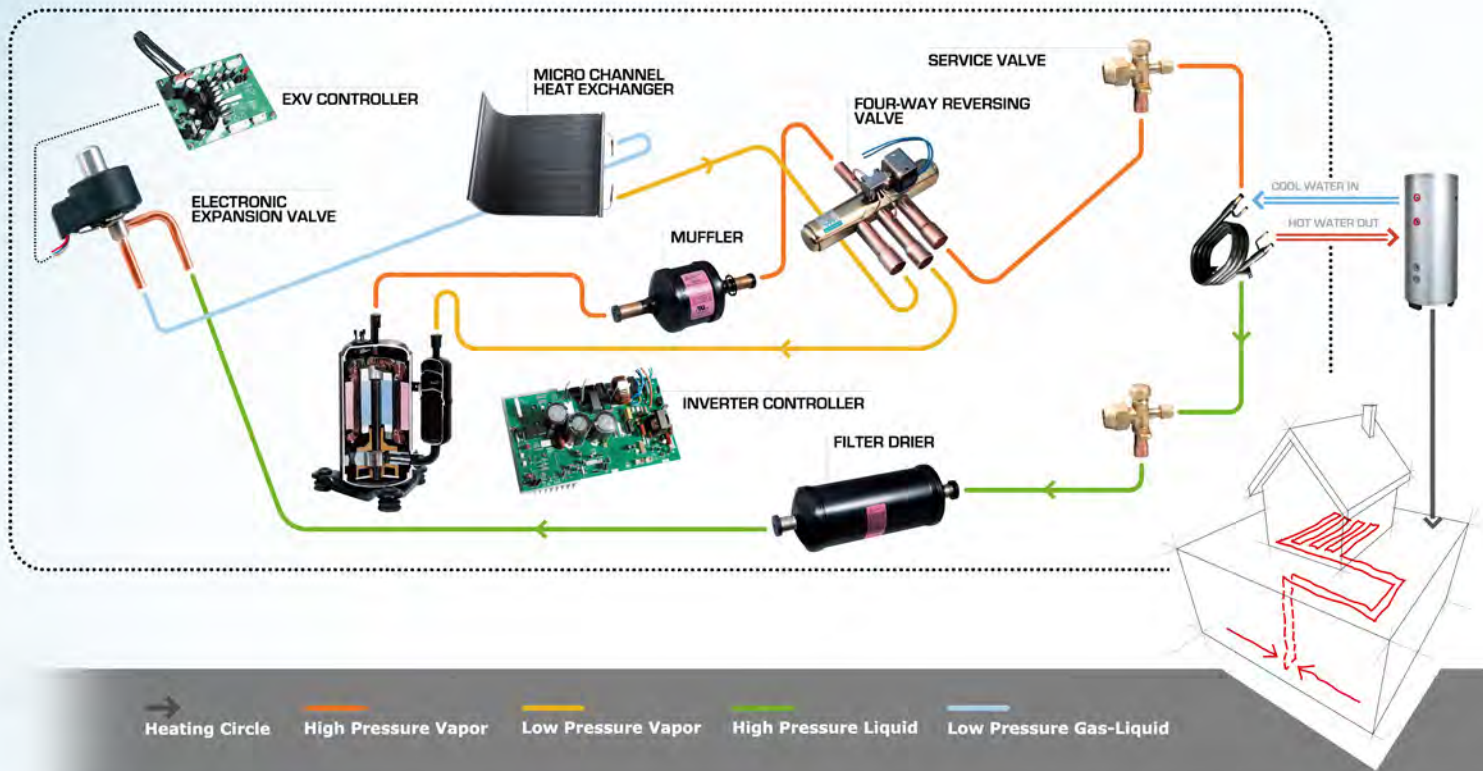 SERVICE VALVE
MICRO CHANNEL
HEAT EXCHANGER
EXV CONTROLLER
FOUR-WAY REVERSING
VALVE
COOL WATER IN
ELECTRONIC
EXPANSION VALVE
HOT WATER OUT
MUFFLER
INVERTER CONTROLLER
FILTER DRIER
Heating Circle
High Pressure Vapor
Low Pressure Vapor
High Pressure Liquid
Low Pressure Gas-Liquid